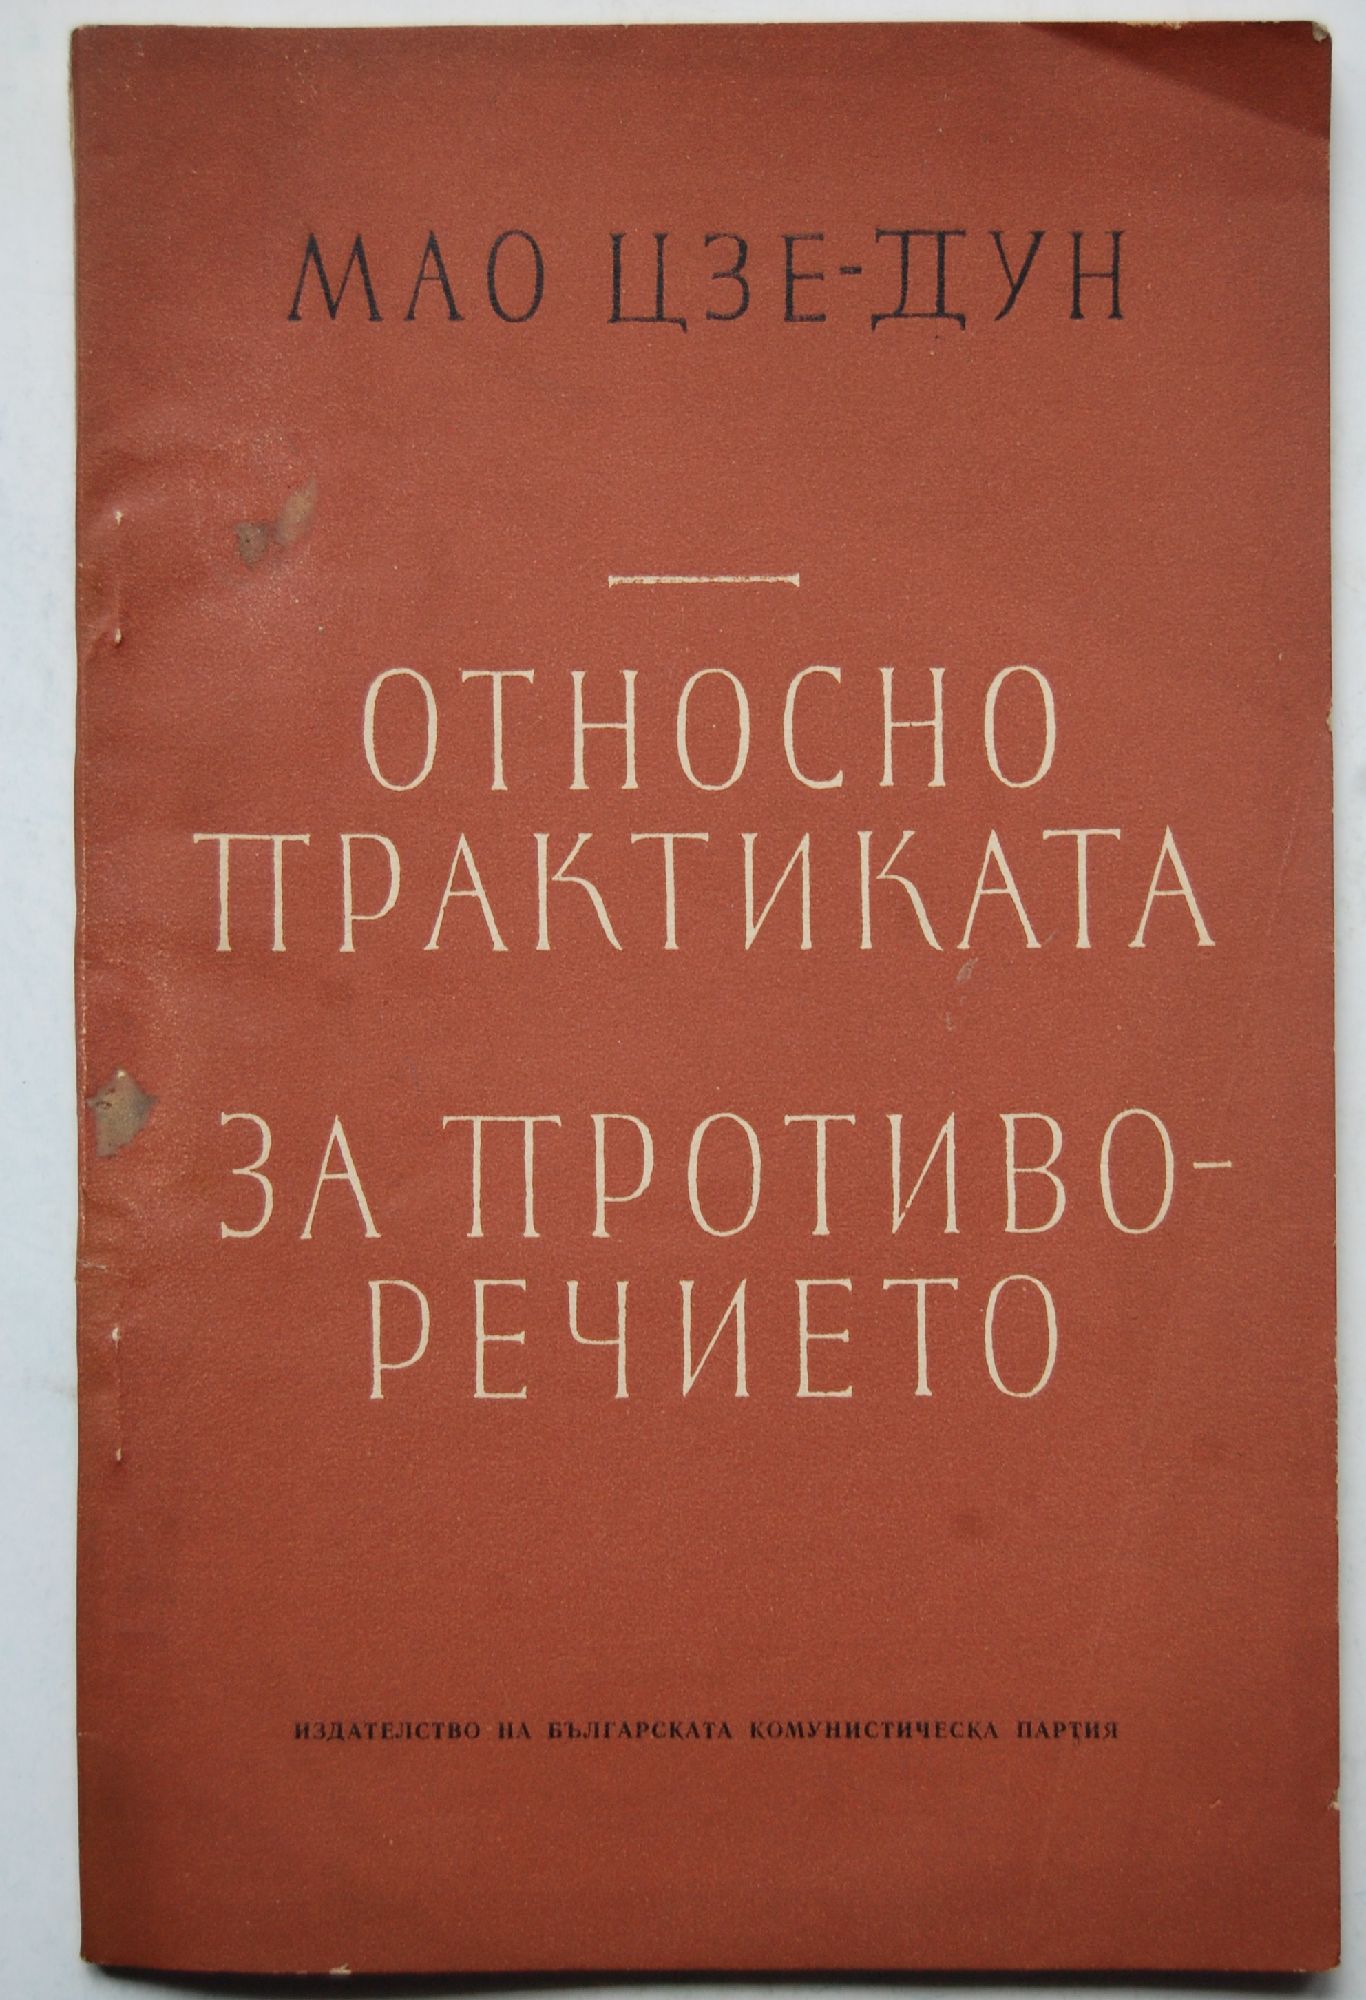 МАО ЦЗЕ-ДУН
ОТНОСНО
ПРАКТИКАТА
ЗА ПРОТИВО-
РЕЧИЕТО
ИЗДАТЕЛСТВО НА БЪЛГАРСКАТА КОМУНИСТИЧЕСКА ПАРТИЯ